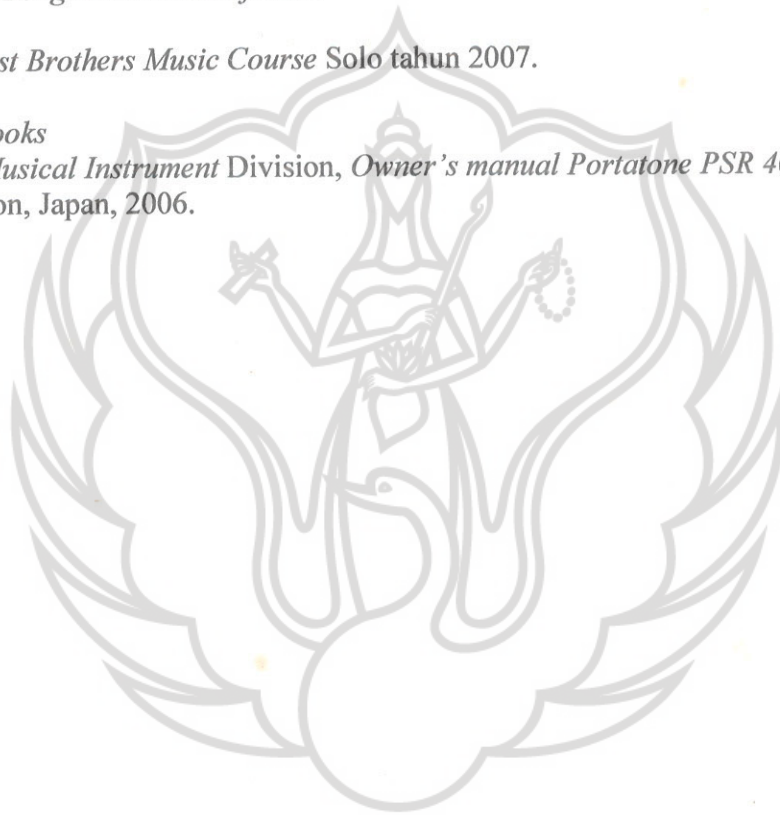 st Brothers Music Course Solo tahun 2007.
ooks
Musical Instrument Division, Owner's manual Portatone PSR 4
on, Japan, 2006.